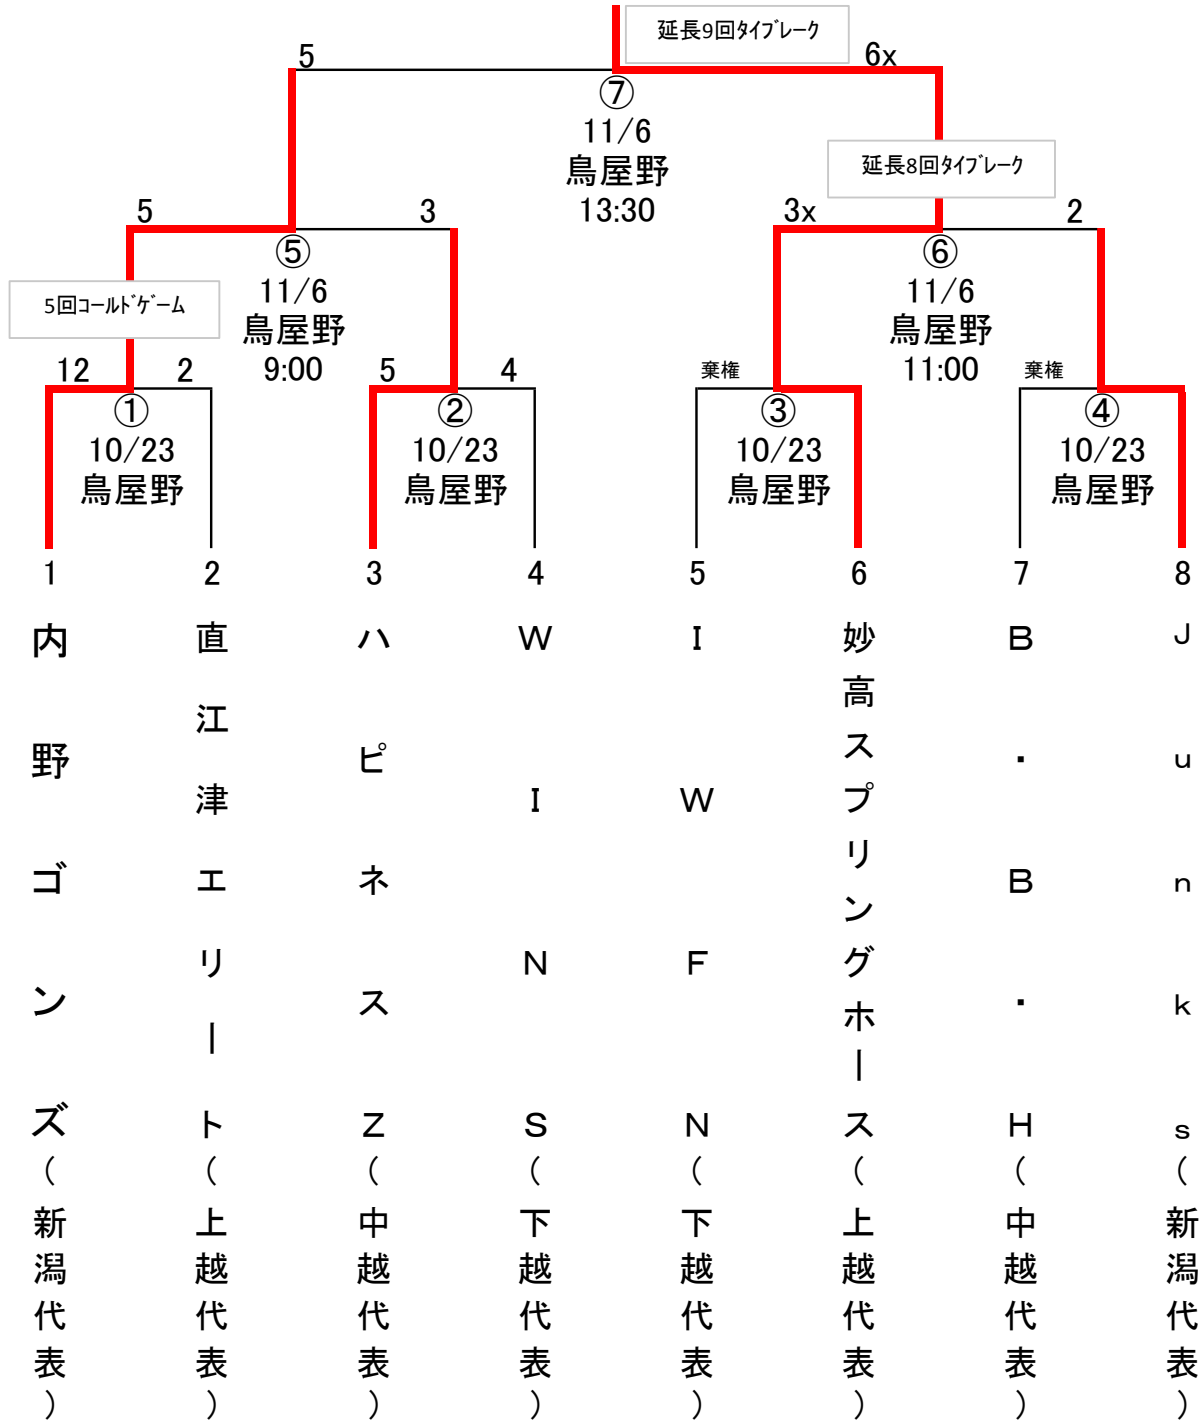 延長9回ﾀｲﾌﾞﾚｰｸ
5
6x
⑦
11/6
鳥屋野
13:30
延長8回ﾀｲﾌﾞﾚｰｸ
5
3
3x
2
⑤
11/6
鳥屋野
9:00
⑥
11/6
鳥屋野
11:00
5回ｺｰﾙﾄﾞｹﾞｰﾑ
12
2
5
4
棄権
棄権
①
10/23
鳥屋野
②
10/23
鳥屋野
③
10/23
鳥屋野
④
10/23
鳥屋野
1
2
3
4
5
6
7
8
内野ゴンズ(新潟代表)
直江津エリート(上越代表)
ハピネスZ(中越代表)
WINS(下越代表)
IWFN(下越代表)
妙高スプリングホース(上越代表)
B・B・H(中越代表)
Junks(新潟代表)